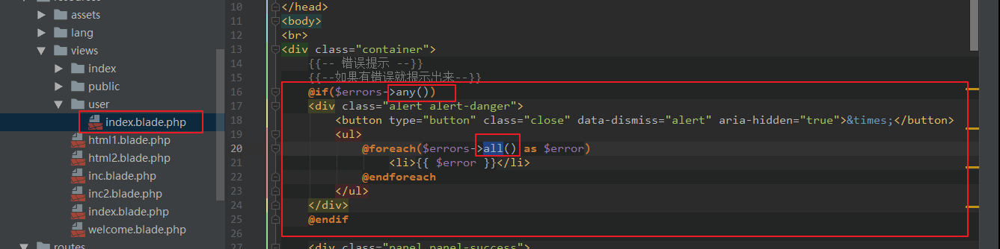 resources
assets
lang
views
index
public
user
index.blade.php
html1.blade.php
html2.blade.php
inc.blade.php
inc2.blade.php
index.blade.php
welcome.blade.php
routes
10 </head>
11 <body>
12 <br>
13 <div class="container">
14 {{-- 错误提示 --}}
15 {{--如果有错误就提示出来--}}
16 @if($errors->any())
17 <div class="alert alert-danger">
18 <button type="button" class="close" data-dismiss="alert" aria-hidden="true">&times;</button>
19 <ul>
20 @foreach($errors->all() as $error)
21 <li>{{ $error }}</li>
22 @endforeach
23 </ul>
24 </div>
25 @endif
26
27 <div class="panel panel-success">